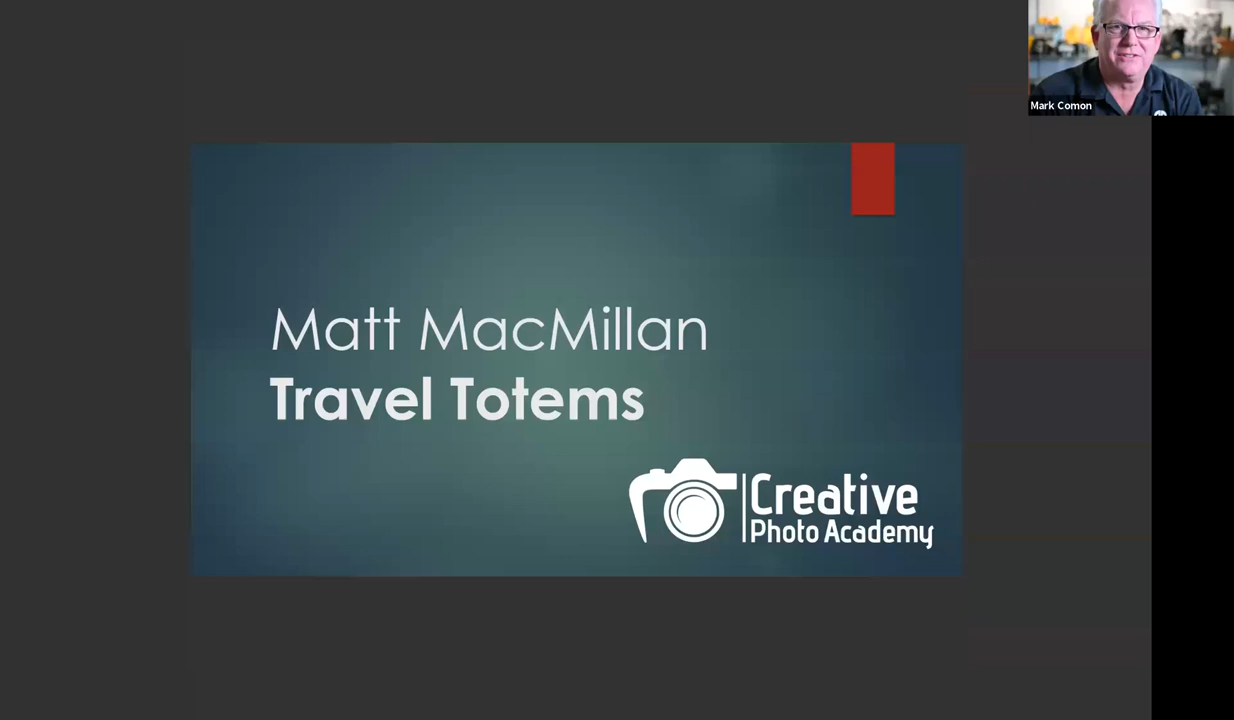 Mark Comon
Matt MacMillan
Travel Totems
Creative
Photo Academy